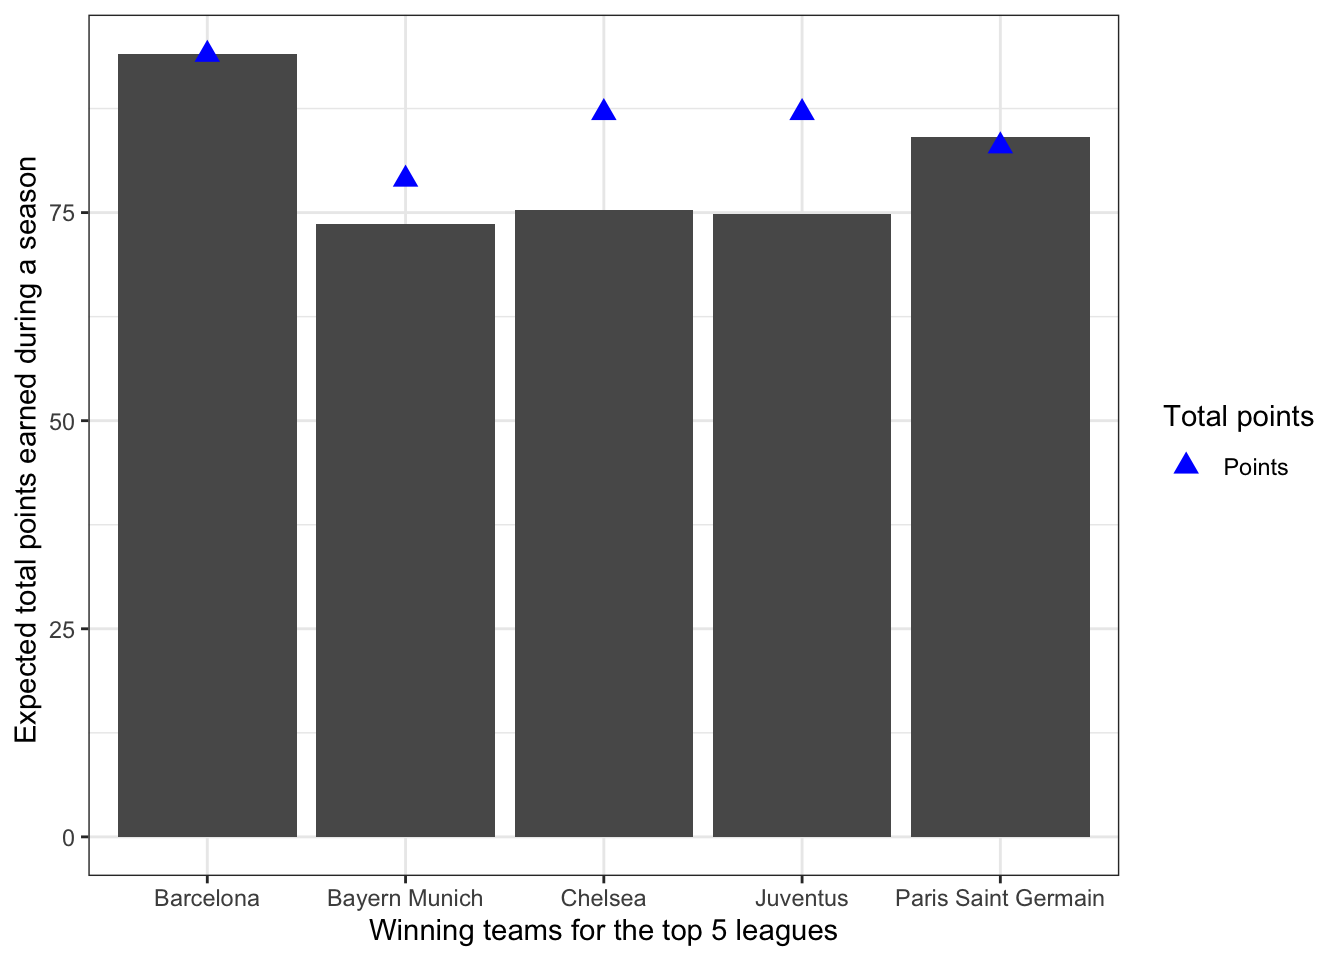 Expected total points earned during a season
75
50
25
0
Barcelona
Bayern Munich
Chelsea
Juventus
Paris Saint Germain
Winning teams for the top 5 leagues
Total points
Points